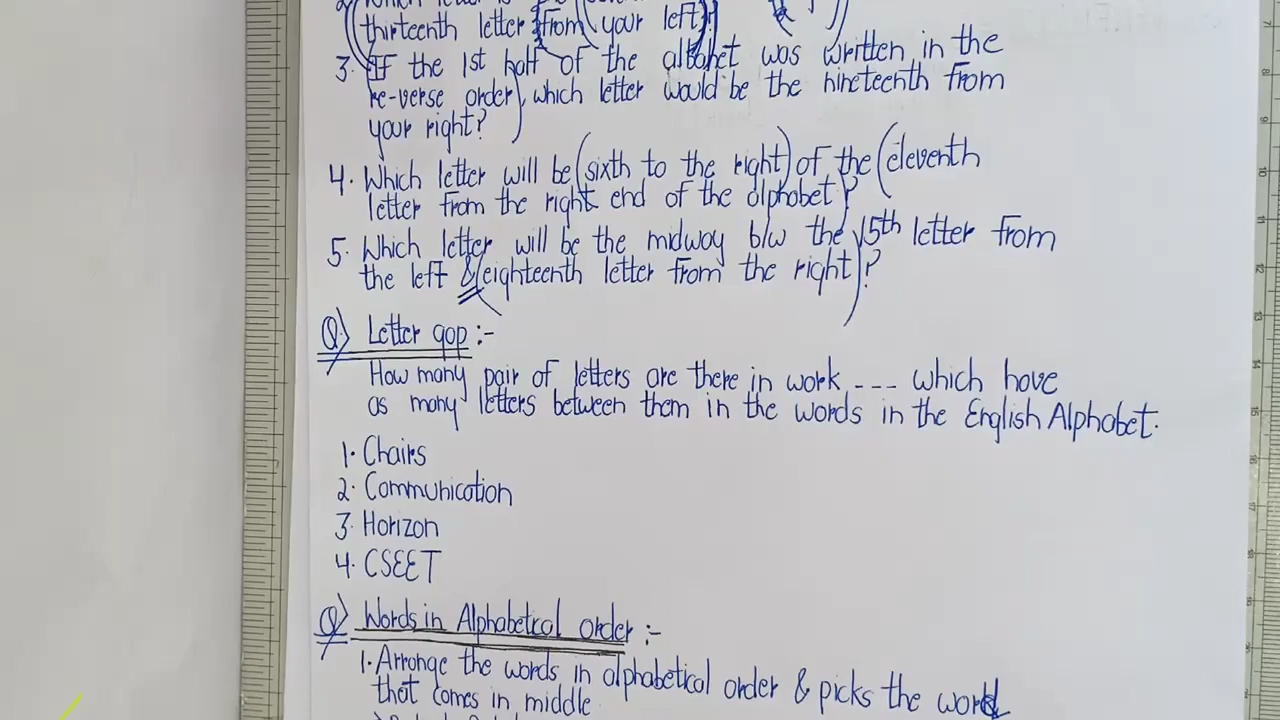 2. Which letter is
thirteenth letter from your left)
3. If the 1st half of the alphabet was written in the
re-verse order, which letter would be the nineteenth from
your right?
4. Which letter will be (sixth to the right) of the (eleventh
letter from the right end of the alphabet?
5. Which letter will be the midway b/w the 15th letter from
the left & (eighteenth letter from the right)?
Q) Letter gap :-
How many pair of letters are there in work --- which have
as many letters between them in the words in the English Alphabet.
1. Chairs
2. Communication
3. Horizon
4. CSEET
Q) Words in Alphabetical order :-
1. Arrange the words in alphabetical order & picks the word
that comes in middle